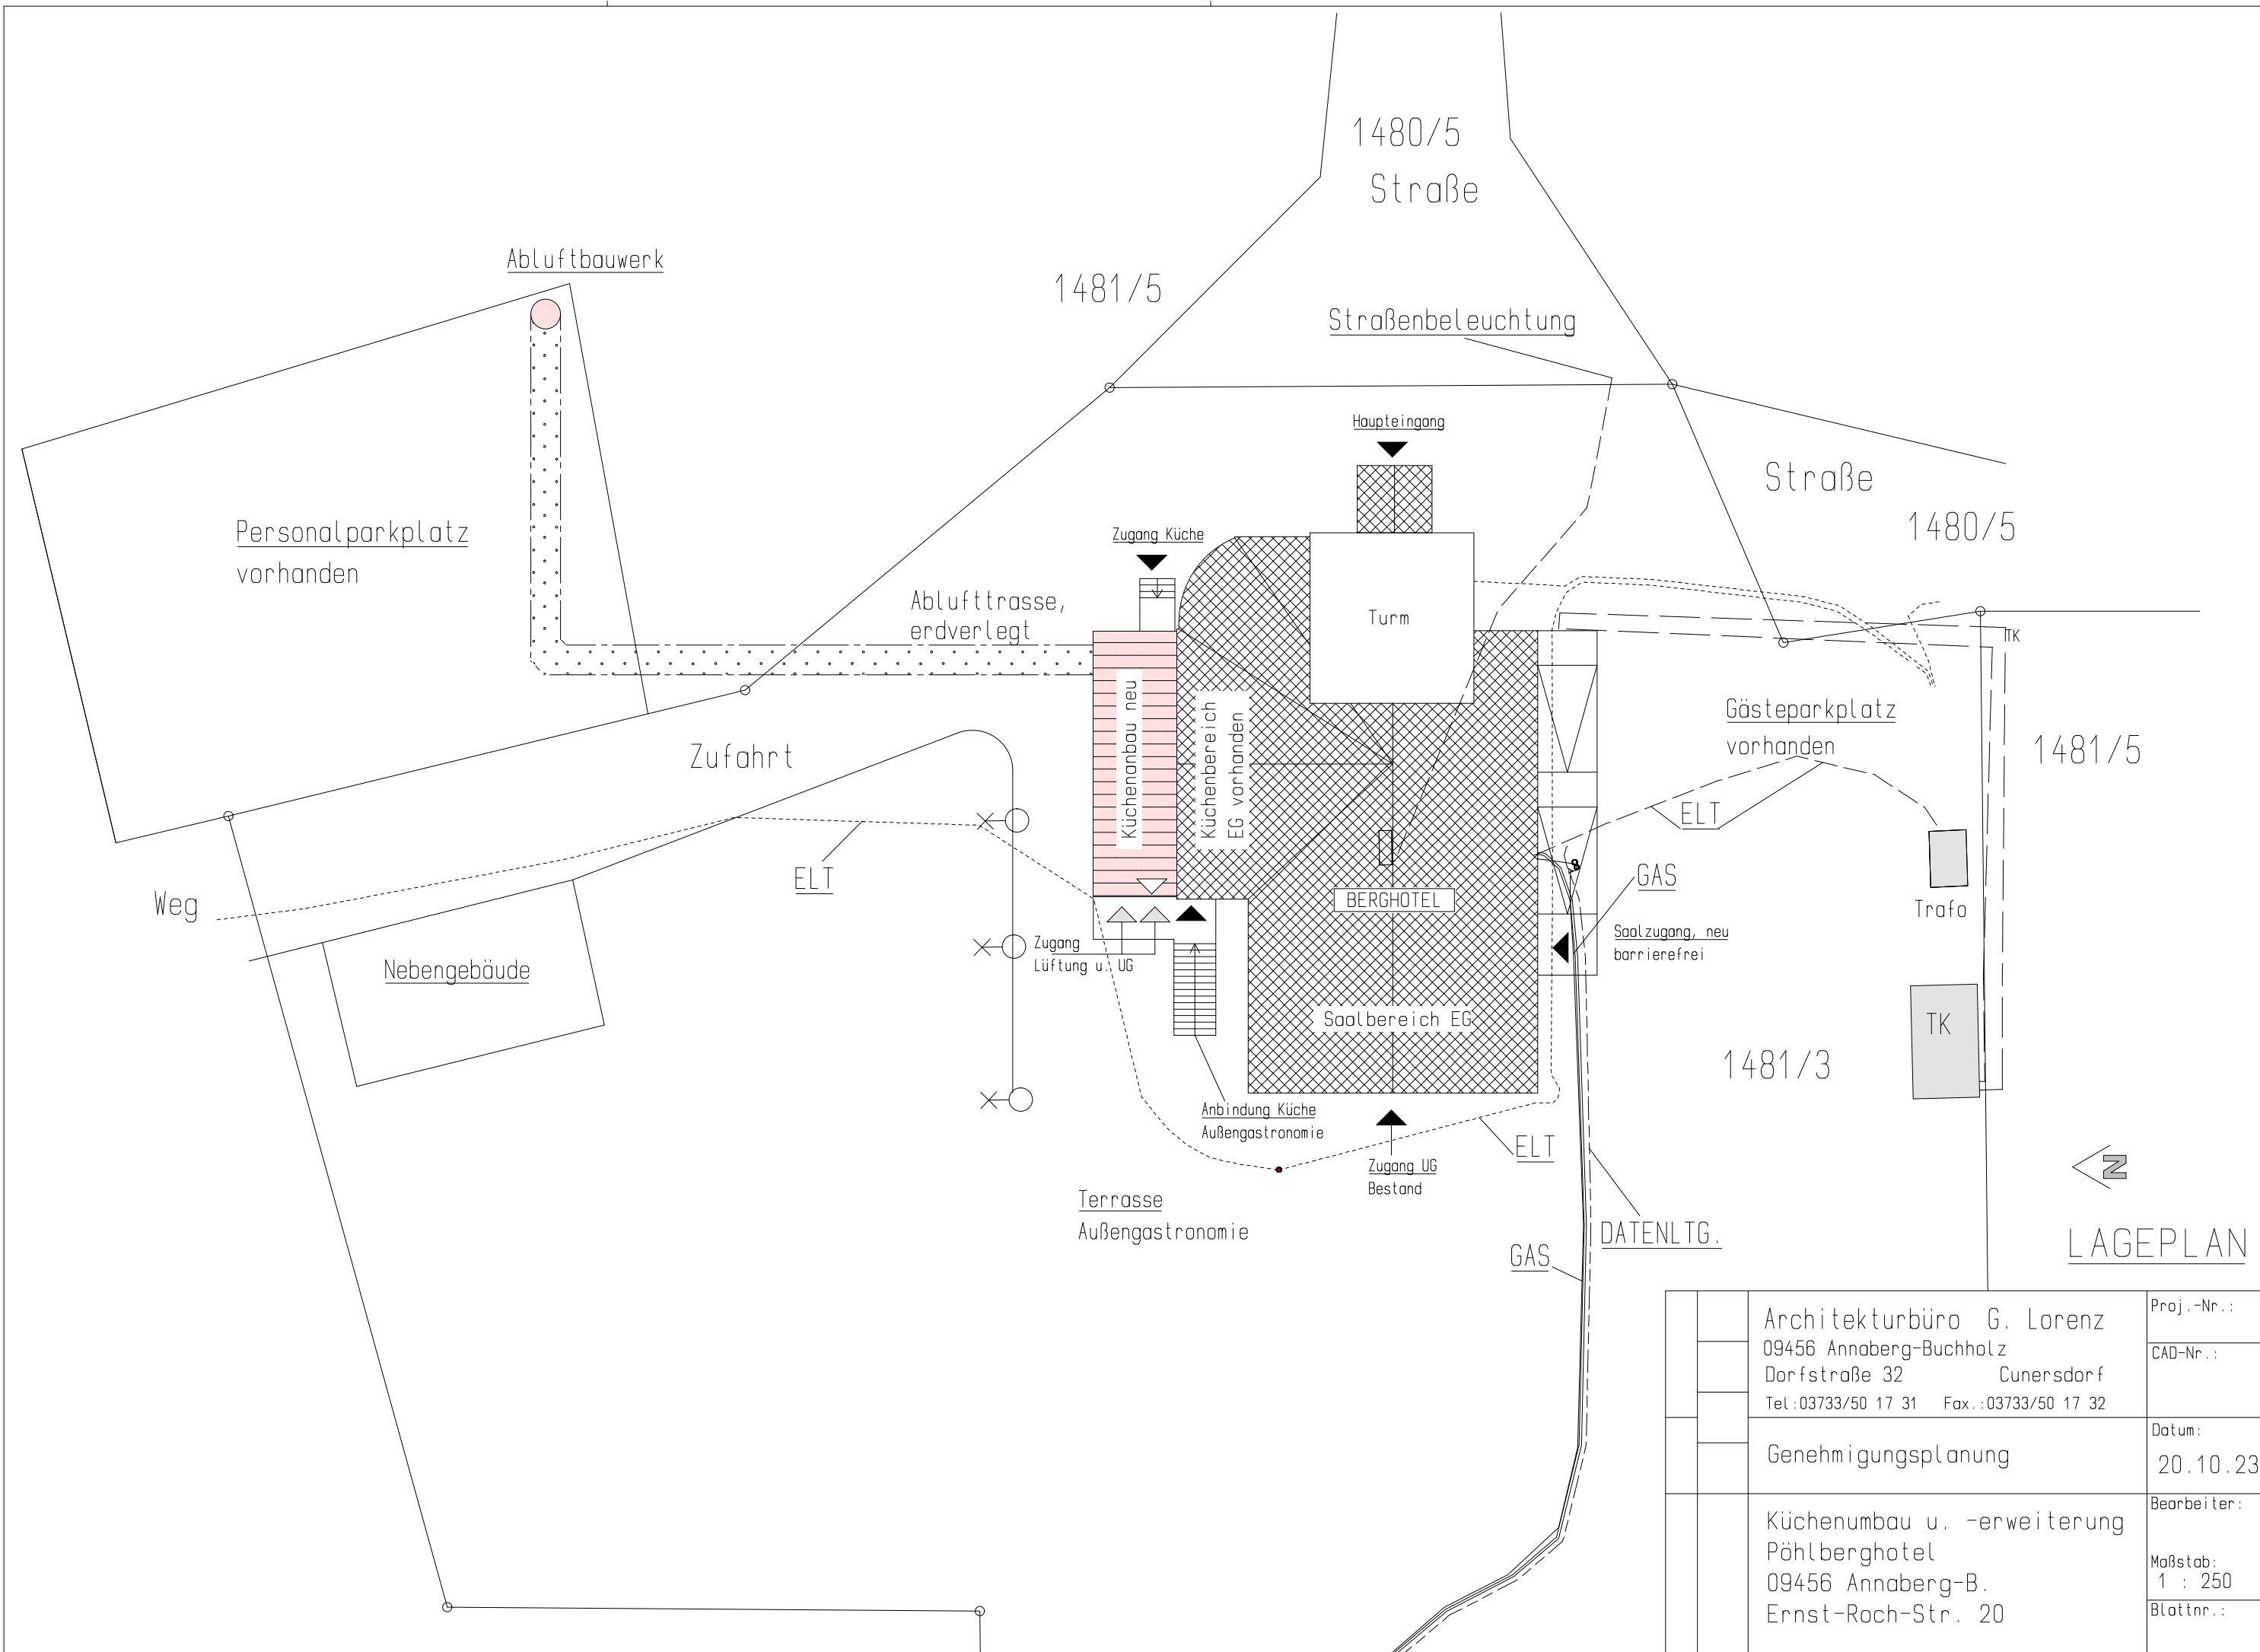 1480/5
Straße
Abluftbauwerk
1481/5
Straßenbeleuchtung
Haupteingang
Straße
1480/5
Personalparkplatz
vorhanden
Zugang Küche
Ablufttrasse,
erdverlegt
Turm
TK
Küchenanbau neu
Küchenbereich
EG vorhanden
Gästeparkplatz
vorhanden
1481/5
Zufahrt
ELT
ELT
GAS
BERGHOTEL
Weg
Trafo
Saalzugang, neu
barrierefrei
Zugang
Lüftung u. UG
Nebengebäude
Saalbereich EG
TK
1481/3
Anbindung Küche
Außengastronomie
ELT
Zugang UG
Bestand
N
Terrasse
Außengastronomie
DATENLTG.
GAS
LAGEPLAN
Architekturbüro G. Lorenz
09456 Annaberg-Buchholz
Dorfstraße 32 Cunersdorf
Tel.:03733/50 17 31 Fax.:03733/50 17 32
Proj.-Nr.:
CAD-Nr.:
Genehmigungsplanung
Datum:
20.10.23
Küchenumbau u. -erweiterung
Pöhlberghotel
09456 Annaberg-B.
Ernst-Roch-Str. 20
Bearbeiter:
Maßstab:
1 : 250
Blattnr.: